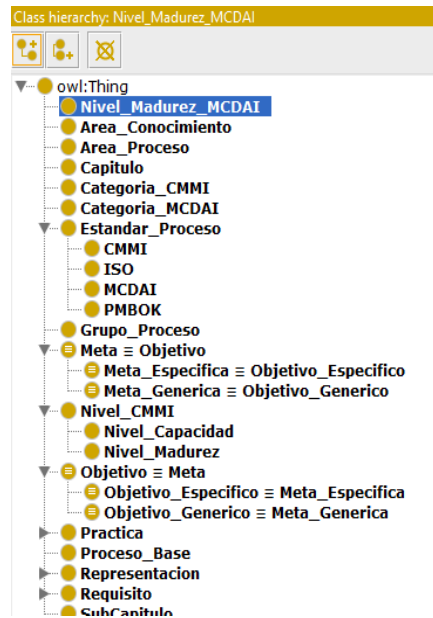 Class hierarchy: Nivel_Madurez_MCDAI
owl:Thing
Nivel_Madurez_MCDAI
Area_Conocimiento
Area_Proceso
Capitulo
Categoria_CMMI
Categoria_MCDAI
Estandar_Proceso
CMMI
ISO
MCDAI
PMBOK
Grupo_Proceso
Meta ≡ Objetivo
Meta_Especifica ≡ Objetivo_Especifico
Meta_Generica ≡ Objetivo_Generico
Nivel_CMMI
Nivel_Capacidad
Nivel_Madurez
Objetivo ≡ Meta
Objetivo_Especifico ≡ Meta_Especifica
Objetivo_Generico ≡ Meta_Generica
Practica
Proceso_Base
Representacion
Requisito
SubCapitulo